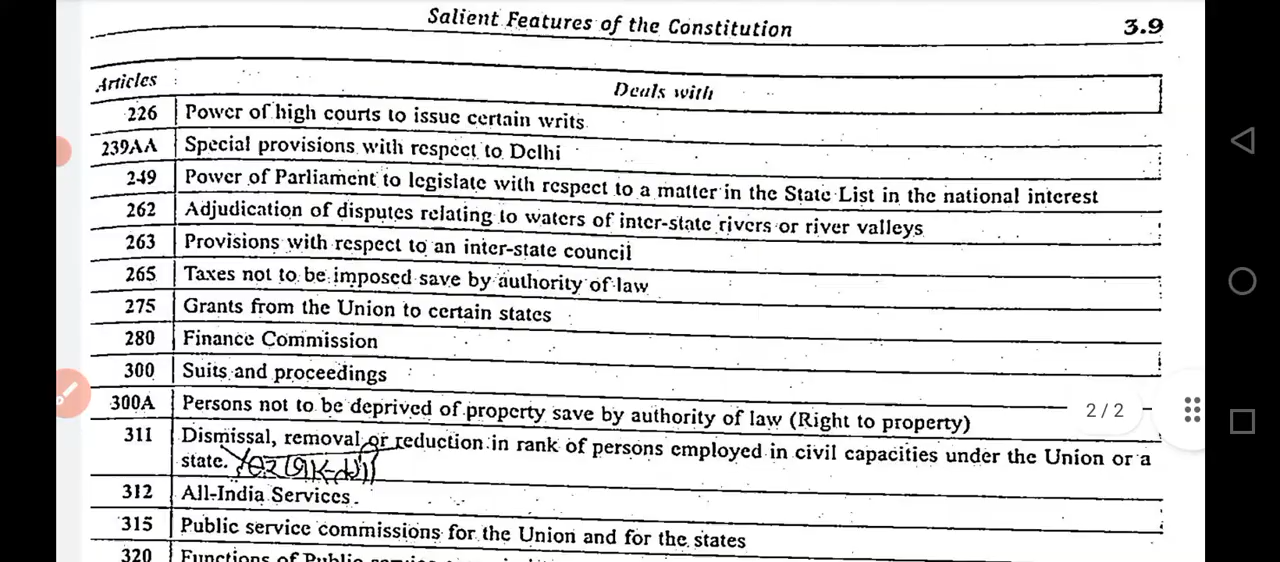 Salient Features of the Constitution 3.9
Articles Deals with
226 Power of high courts to issue certain writs
239AA Special provisions with respect to Delhi
249 Power of Parliament to legislate with respect to a matter in the State List in the national interest
262 Adjudication of disputes relating to waters of inter-state rivers or river valleys
263 Provisions with respect to an inter-state council
265 Taxes not to be imposed save by authority of law
275 Grants from the Union to certain states
280 Finance Commission
300 Suits and proceedings
300A Persons not to be deprived of property save by authority of law (Right to property)
2 / 2
311 Dismissal, removal or reduction in rank of persons employed in civil capacities under the Union or a
state.
312 All-India Services.
315 Public service commissions for the Union and for the states
320 Functions of Public service